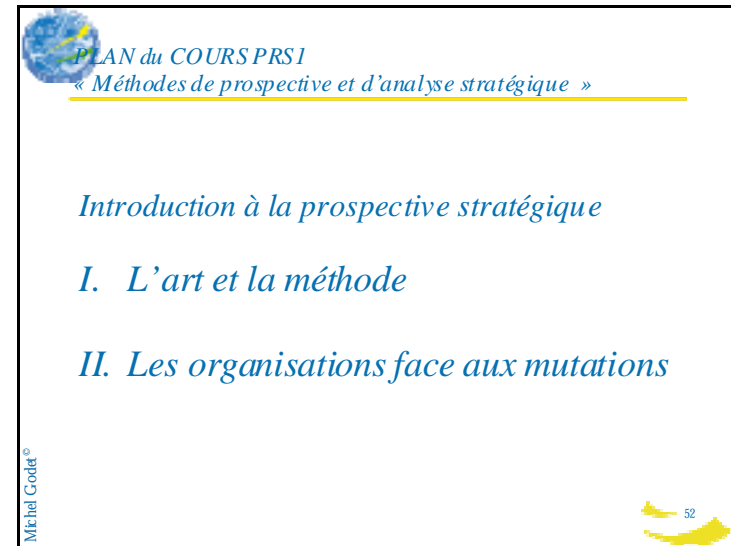 PLAN du COURS PRS1
« Méthodes de prospective et d’analyse stratégique »
Introduction à la prospective stratégique
I. L’art et la méthode
II. Les organisations face aux mutations
Michel Godet©
52